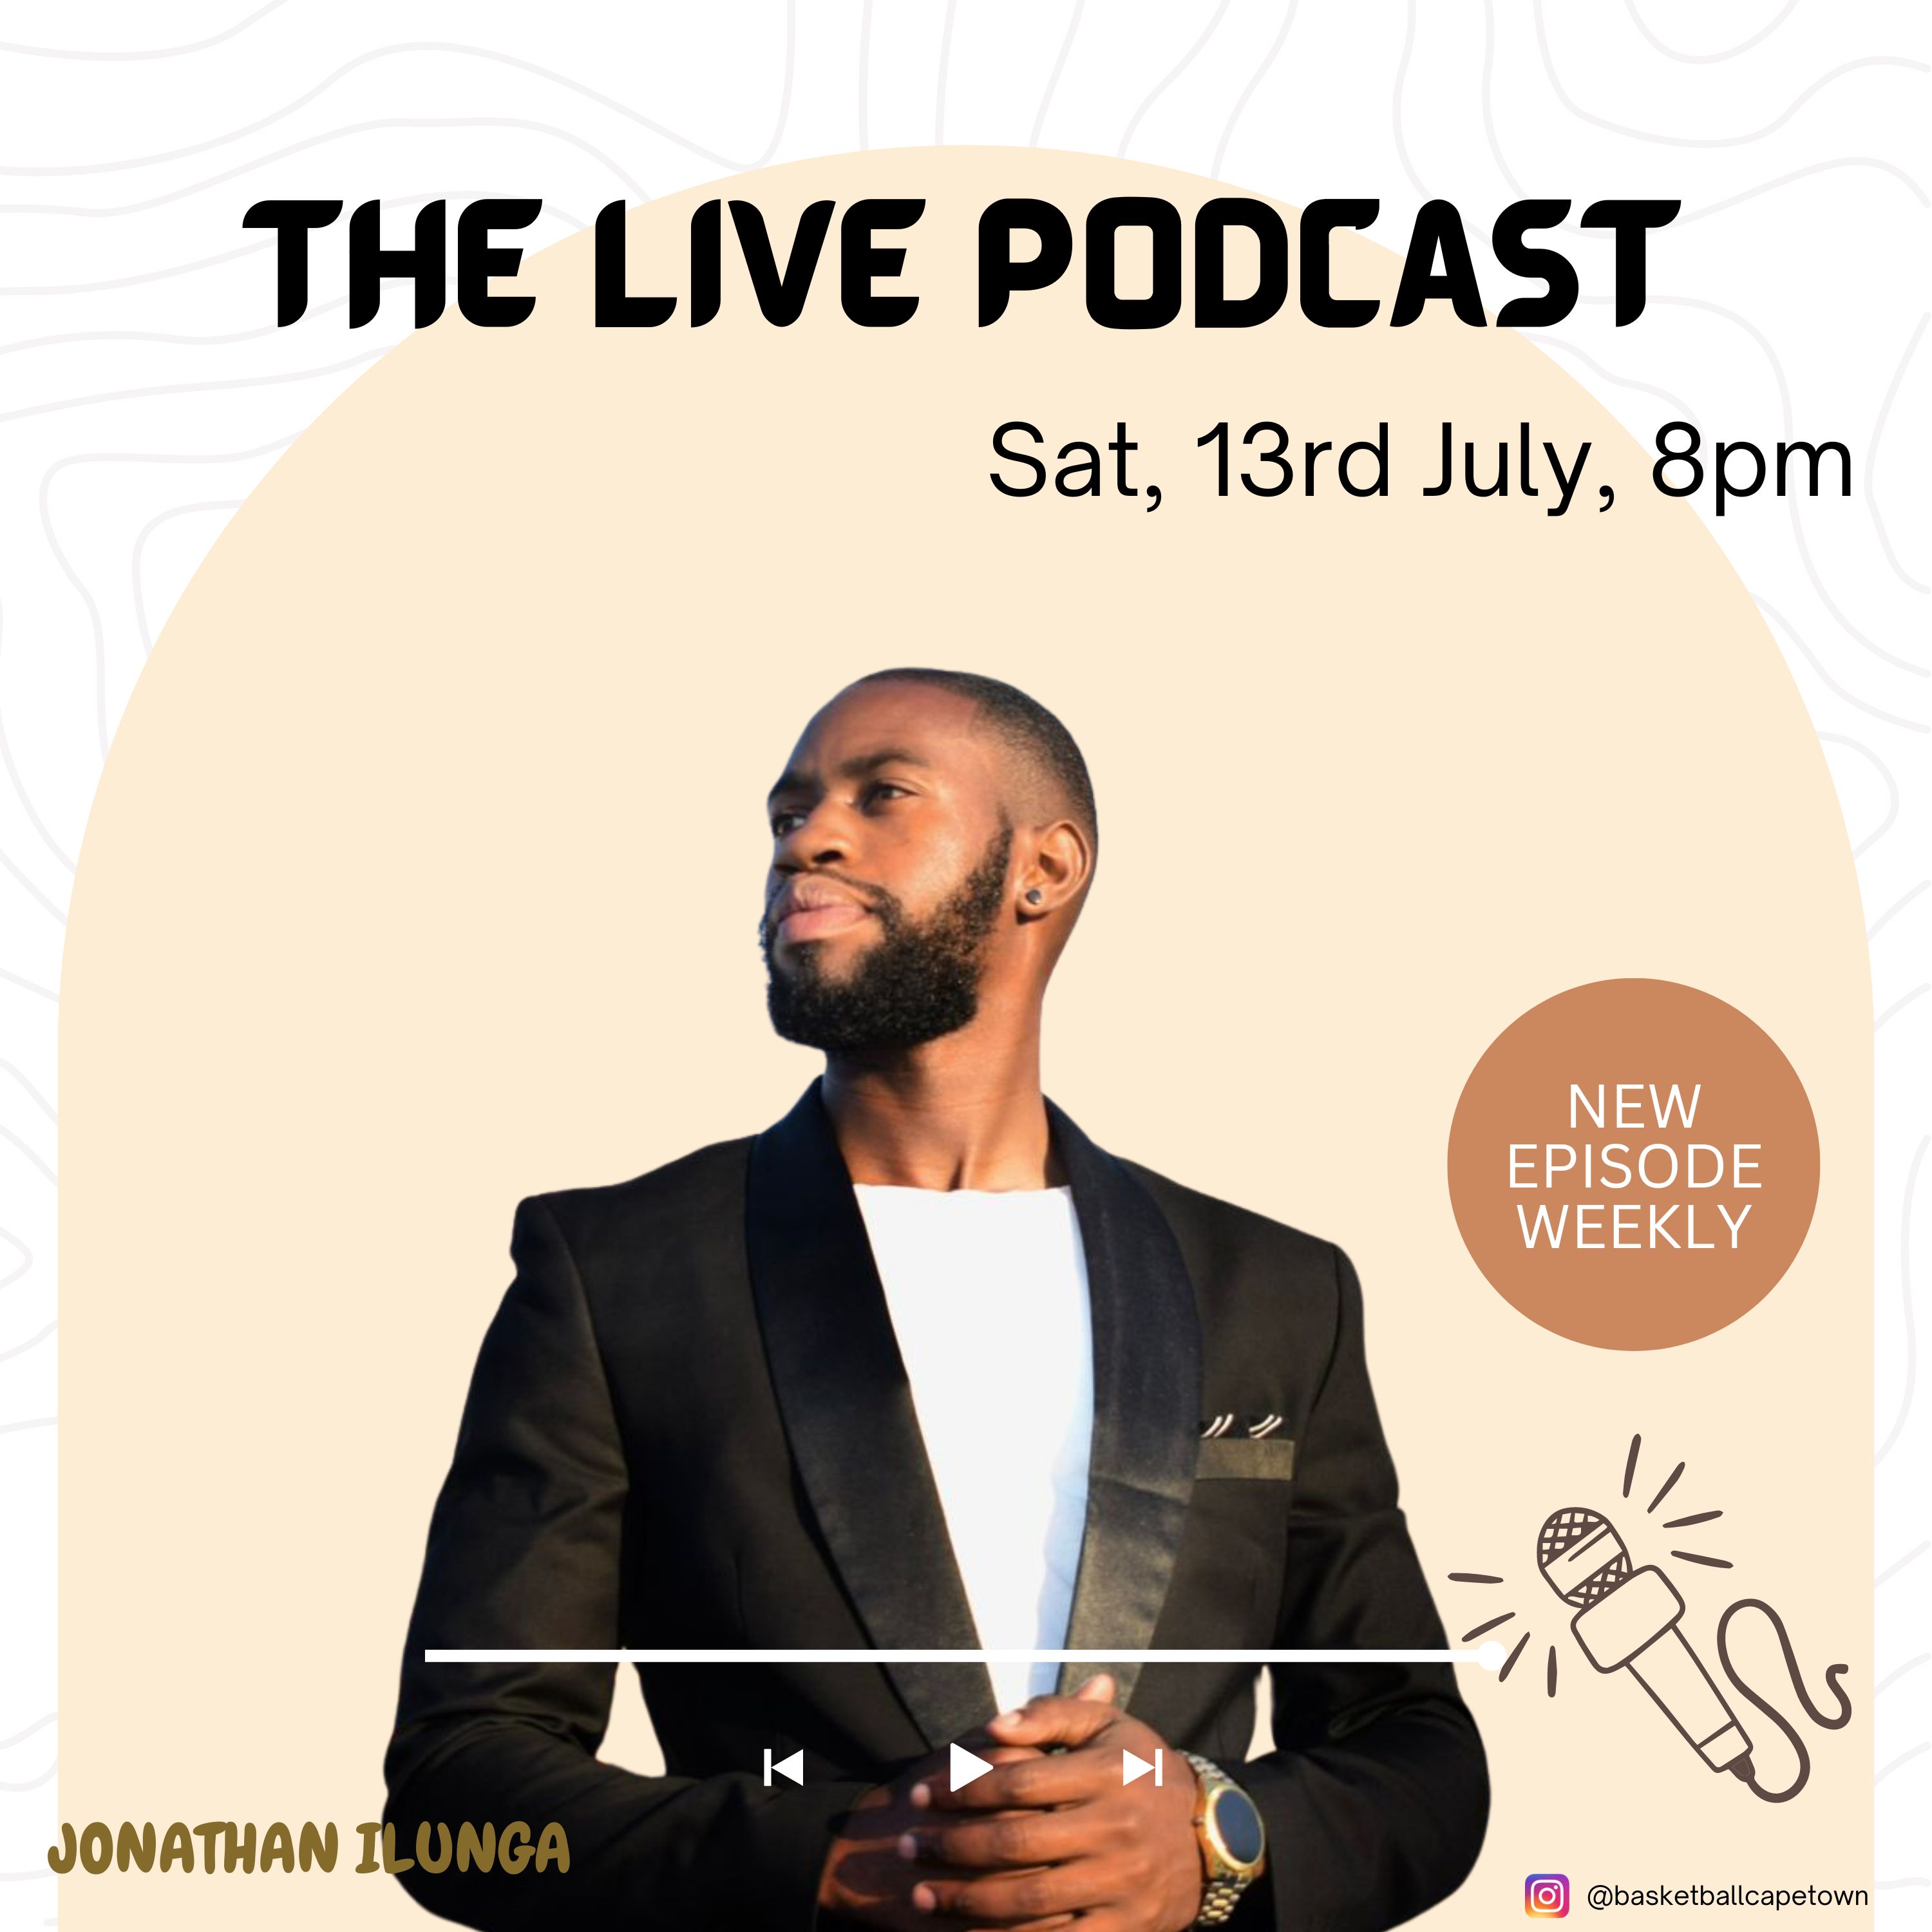 THE LIVE PODCAST
Sat, 13rd July, 8pm
NEW
EPISODE
WEEKLY
JONATHAN ILUNGA
@basketballcapetown